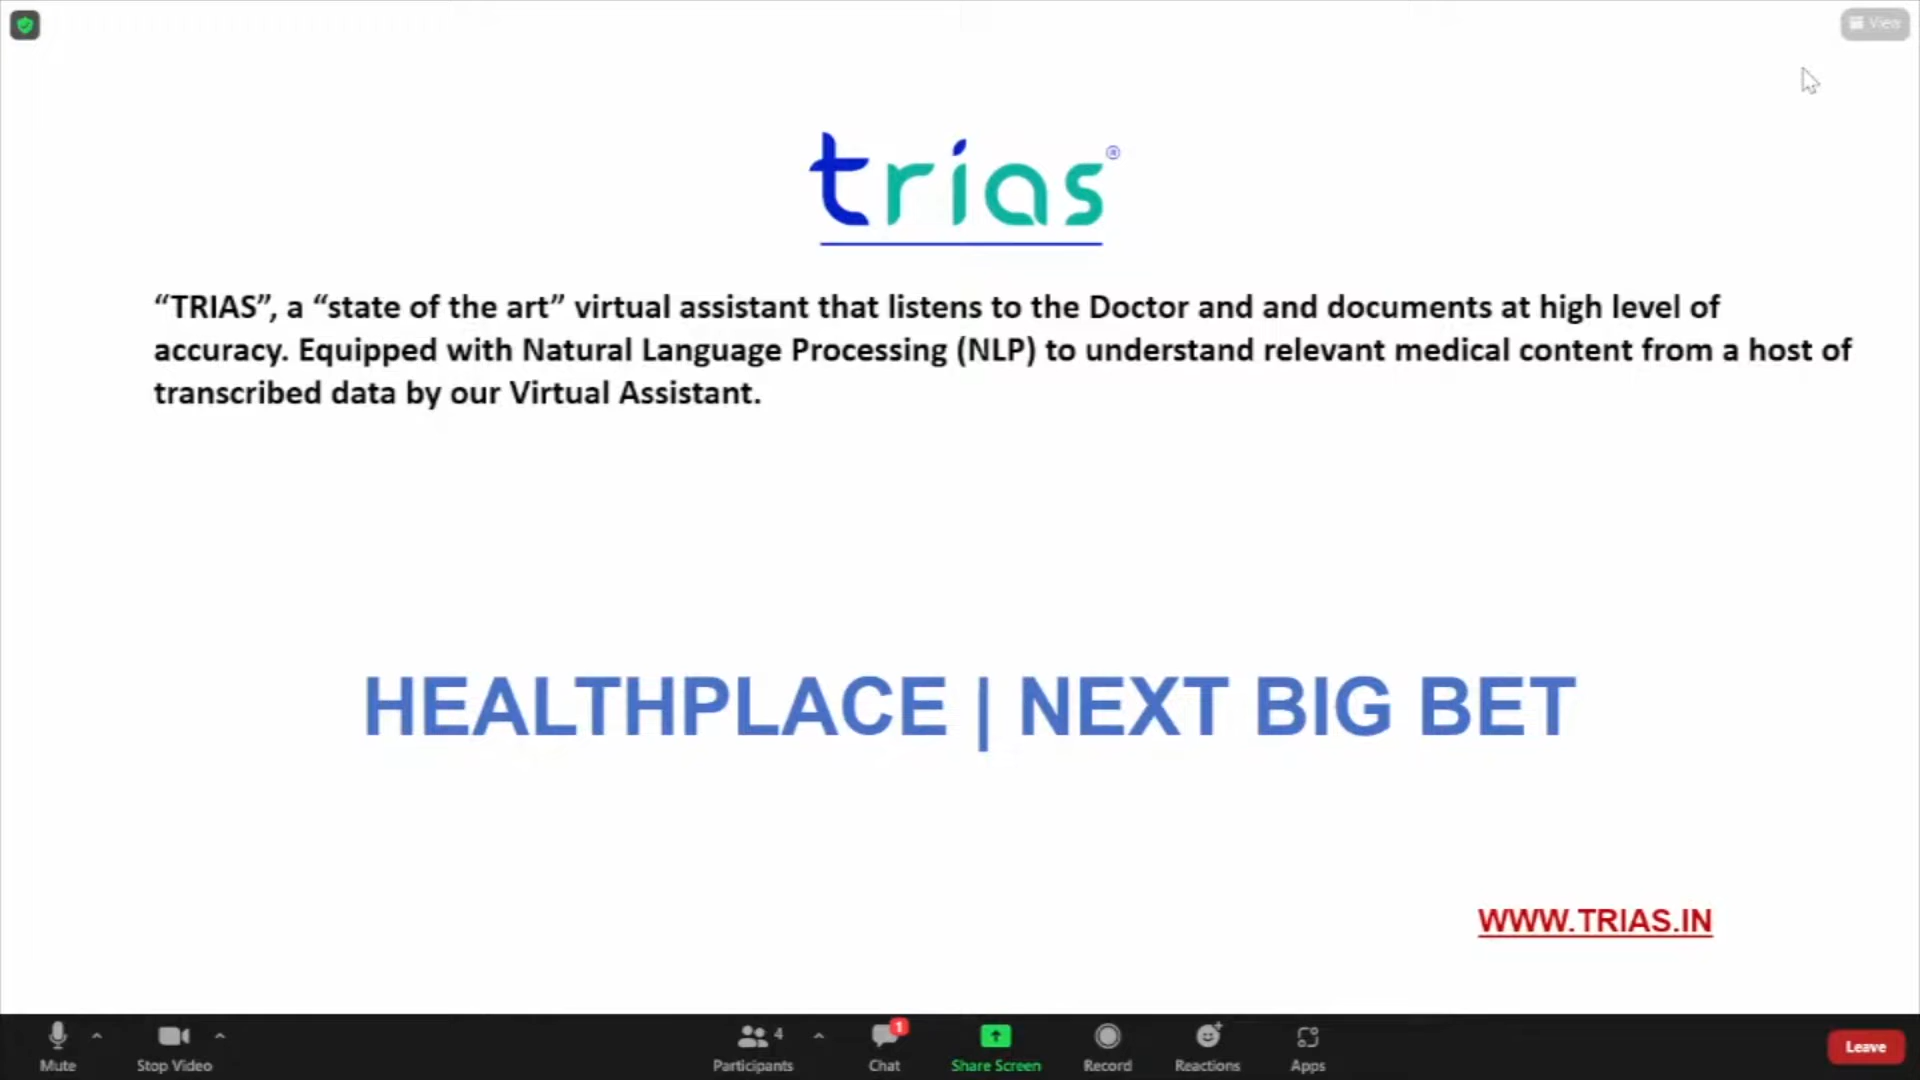 View
trias®
“TRIAS”, a “state of the art” virtual assistant that listens to the Doctor and and documents at high level of
accuracy. Equipped with Natural Language Processing (NLP) to understand relevant medical content from a host of
transcribed data by our Virtual Assistant.
HEALTHPLACE | NEXT BIG BET
WWW.TRIAS.IN
4
1
Mute Stop Video Participants Chat Share Screen Record Reactions Apps Leave